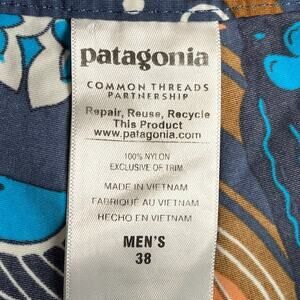 patagonia
COMMON THREADS
PARTNERSHIP
Repair, Reuse, Recycle
This Product
www.patagonia.com
100% NYLON
EXCLUSIVE OF TRIM
MADE IN VIETNAM
FABRIQUÉ AU VIETNAM
HECHO EN VIETNAM
MEN'S
38